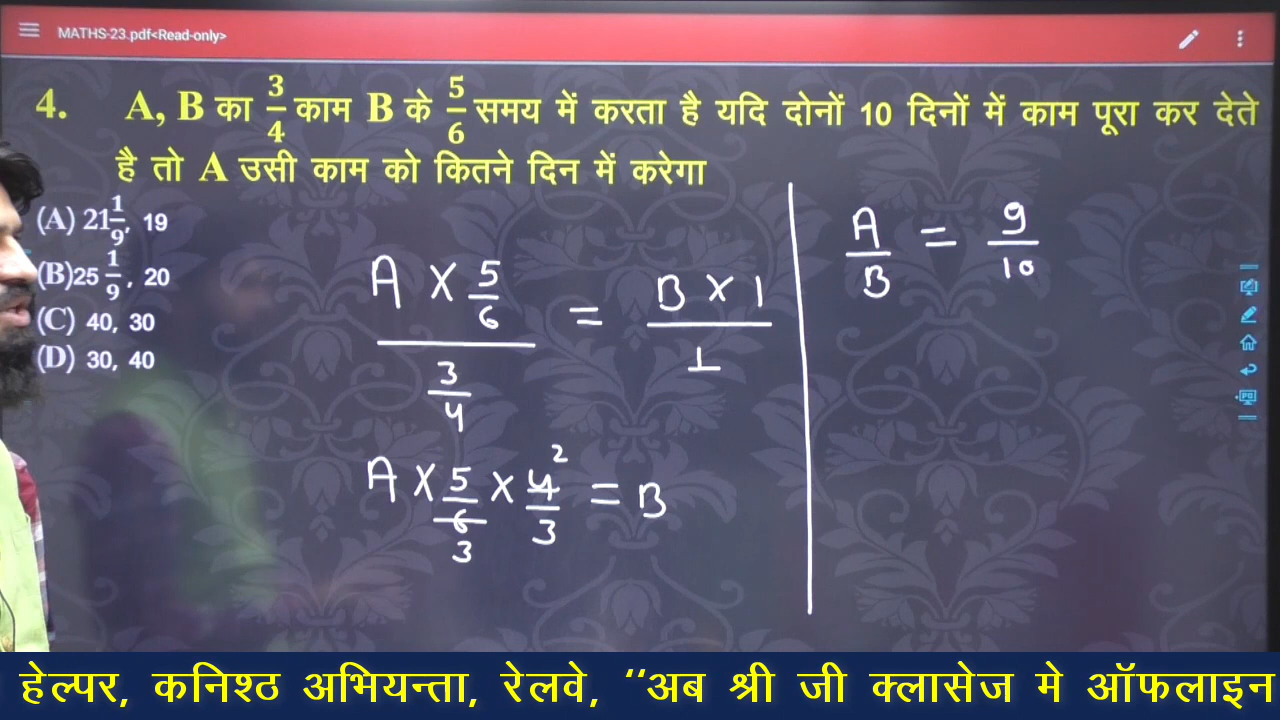 MATHS-23.pdf<Read-only>
4. A, B का 3/4 काम B के 5/6 समय में करता है यदि दोनों 10 दिनों में काम पूरा कर देते
है तो A उसी काम को कितने दिन में करेगा
(A) 21 1/9, 19
(B)25 1/9, 20
(C) 40, 30
(D) 30, 40
A × 5/6 / 3/4 = B × 1 / 1
A × 5/6 3 × 4/3 2 = B
A/B = 9/10
हेल्पर, कनिश्ठ अभियन्ता, रेलवे, ‘‘अब श्री जी क्लासेज मे ऑफलाइन